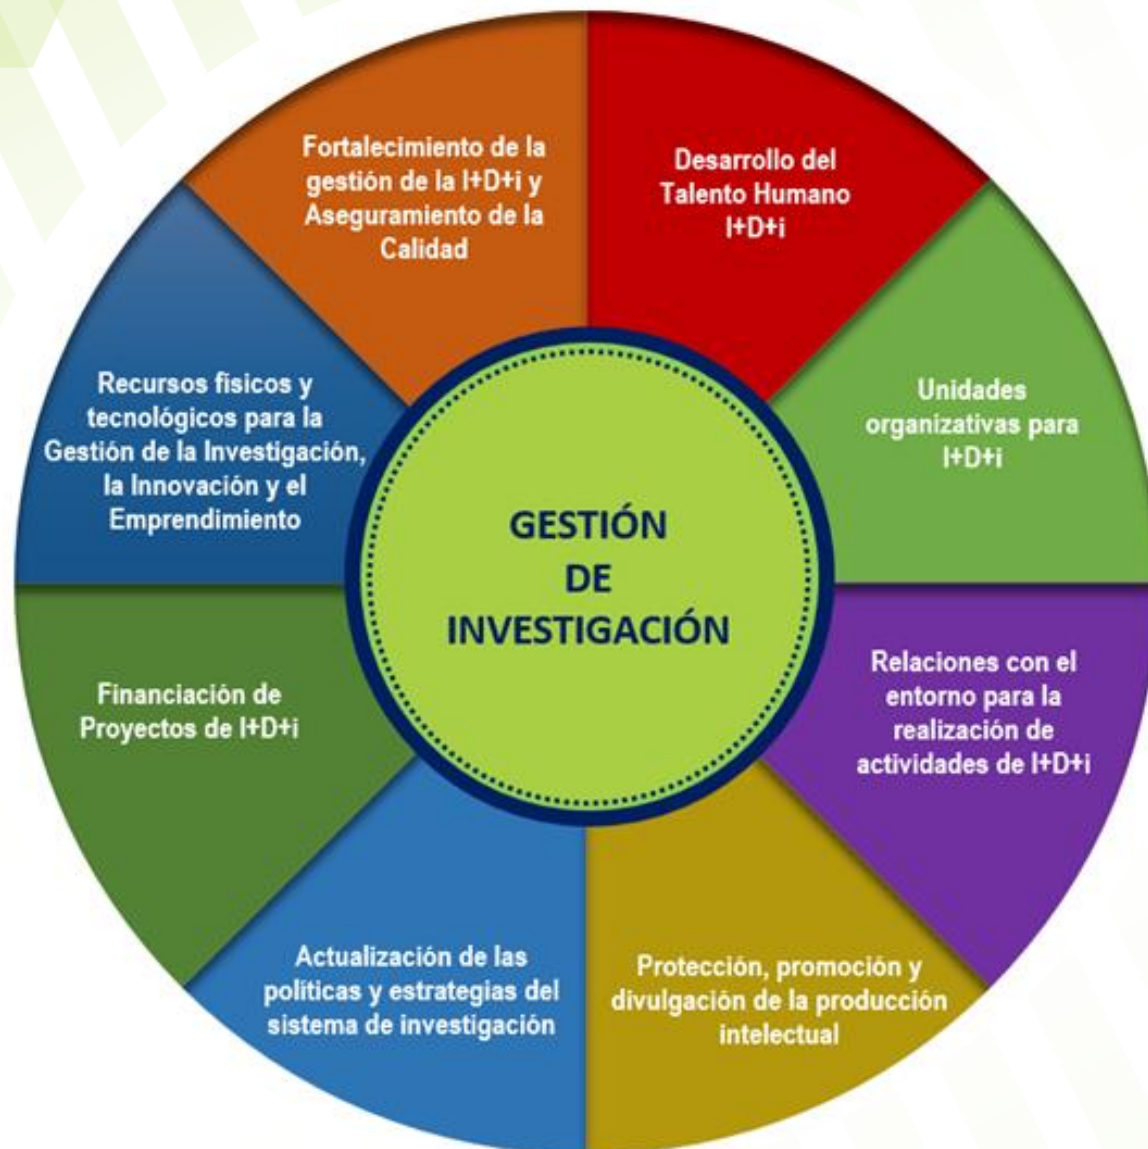 Fortalecimiento de la
gestión de la I+D+i y
Aseguramiento de la
Calidad
Desarrollo del
Talento Humano
I+D+i
Unidades
organizativas para
I+D+i
Relaciones con el
entorno para la
realización de
actividades de I+D+i
Protección, promoción y
divulgación de la producción
intelectual
Actualización de las
políticas y estrategias del
sistema de investigación
Financiación de
Proyectos de I+D+i
Recursos físicos y
tecnológicos para la
Gestión de la Investigación,
la Innovación y el
Emprendimiento
GESTIÓN
DE
INVESTIGACIÓN